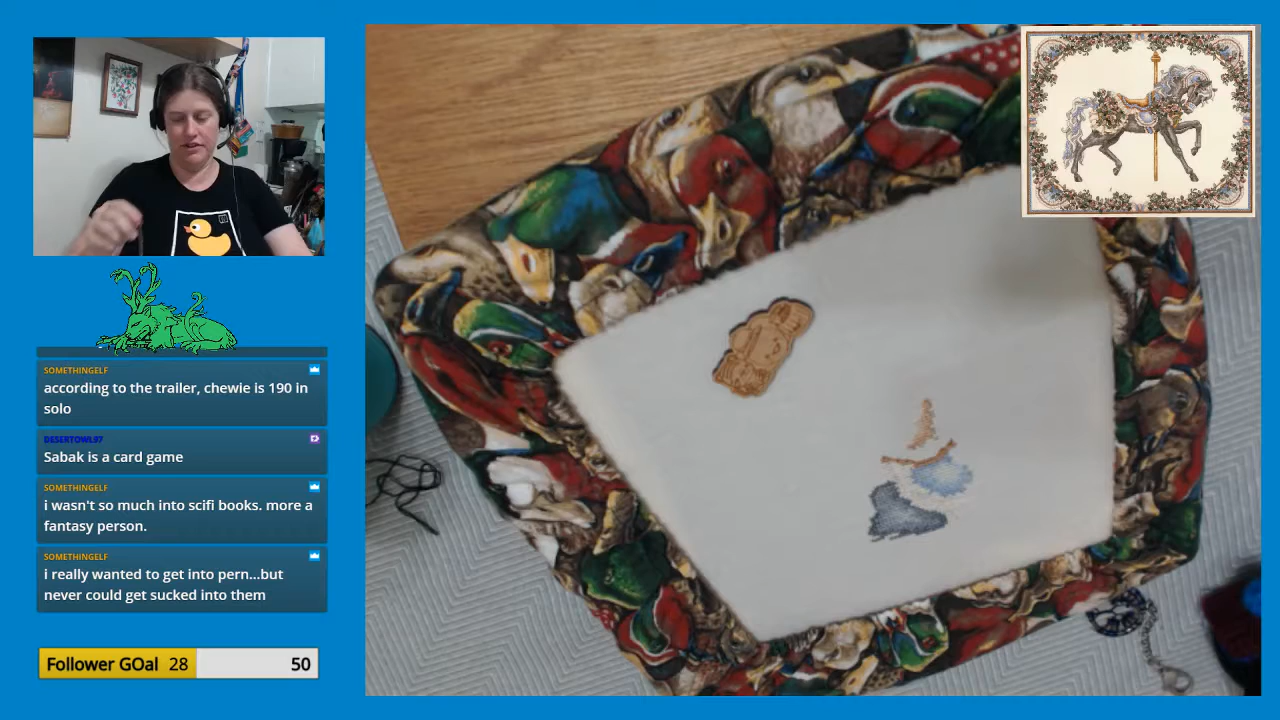 SOMETHINGELF
according to the trailer, chewie is 190 in
solo
DESERTOWL97
Sabak is a card game
SOMETHINGELF
i wasn't so much into scifi books. more a
fantasy person.
SOMETHINGELF
i really wanted to get into pern...but
never could get sucked into them
Follower GOal 28 50